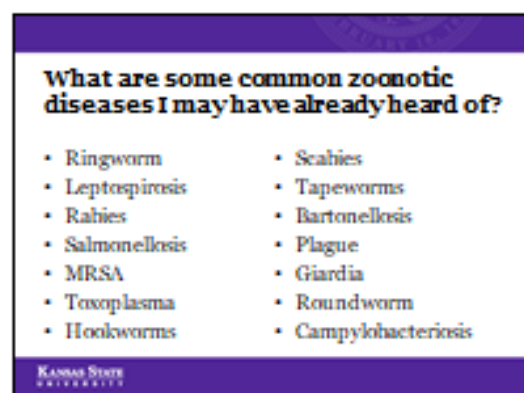 What are some common zoonotic
diseases I may have already heard of?
• Ringworm
• Leptospirosis
• Rabies
• Salmonellosis
• MRSA
• Toxoplasma
• Hookworms
• Scabies
• Tapeworms
• Bartonellosis
• Plague
• Giardia
• Roundworm
• Campylobacteriosis
KANSAS STATE
UNIVERSITY